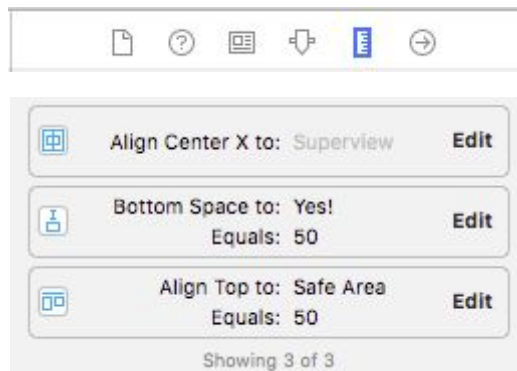 Align Center X to: Superview Edit
Bottom Space to: Yes!
Equals: 50 Edit
Align Top to: Safe Area
Equals: 50 Edit
Showing 3 of 3